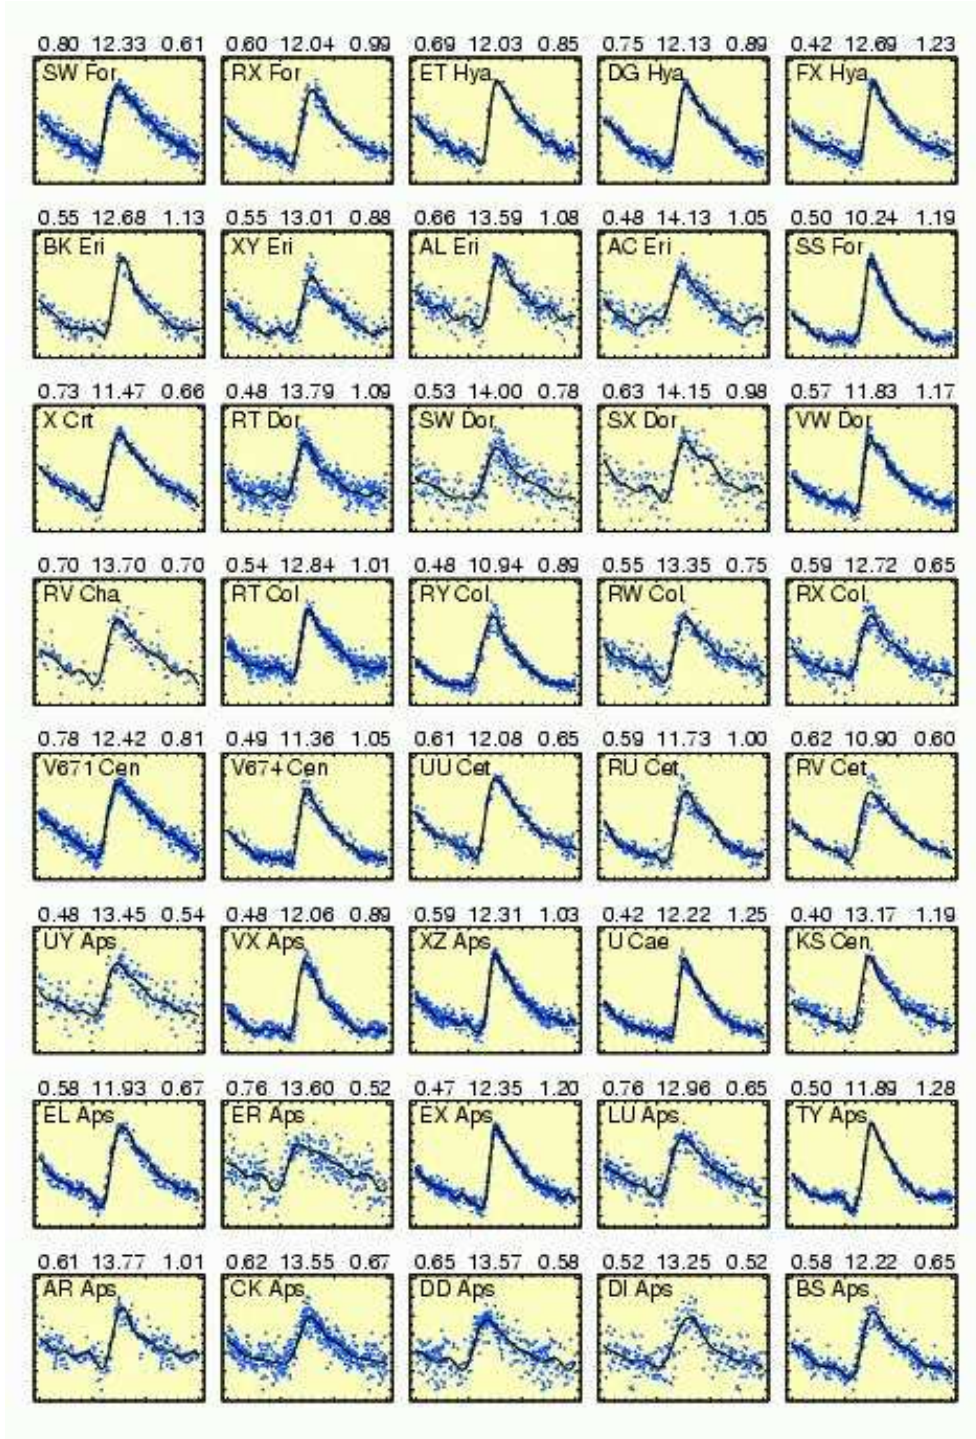 0.80 12.33 0.61 0.60 12.04 0.99 0.69 12.03 0.85 0.75 12.13 0.89 0.42 12.69 1.23
SW For RX For ET Hya DG Hya FX Hya
0.55 12.68 1.13 0.55 13.01 0.88 0.66 13.59 1.08 0.48 14.13 1.05 0.50 10.24 1.19
BK Eri XY Eri AL Eri AC Eri SS For
0.73 11.47 0.66 0.48 13.79 1.09 0.53 14.00 0.78 0.63 14.15 0.98 0.57 11.83 1.17
X Crt RT Dor SW Dor SX Dor VW Dor
0.70 13.70 0.70 0.54 12.84 1.01 0.48 10.94 0.89 0.55 13.35 0.75 0.59 12.72 0.65
RV Cha RT Col RY Col RW Col RX Col
0.78 12.42 0.81 0.49 11.36 1.05 0.61 12.08 0.65 0.59 11.73 1.00 0.62 10.90 0.60
V671 Cen V674 Cen UU Cet RU Cet RV Cet
0.48 13.45 0.54 0.48 12.06 0.89 0.59 12.31 1.03 0.42 12.22 1.25 0.40 13.17 1.19
UY Aps VX Aps XZ Aps U Cae KS Cen
0.58 11.93 0.67 0.76 13.60 0.52 0.47 12.35 1.20 0.76 12.96 0.65 0.50 11.89 1.28
EL Aps ER Aps EX Aps LU Aps TY Aps
0.61 13.77 1.01 0.62 13.55 0.67 0.65 13.57 0.58 0.52 13.25 0.52 0.58 12.22 0.65
AR Aps CK Aps DD Aps DI Aps BS Aps